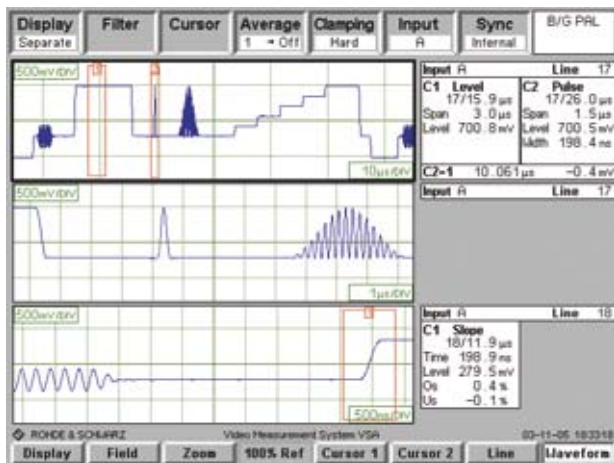 Display Filter Cursor Average Clamping Input Sync B/G PAL
Separate 1 → Off Hard A Internal
500mV/DIV
10µs/DIV
Input A Line 17
C1 Level C2 Pulse
17/15.9µs 17/26.0µs
Span 3.0µs Span 1.5µs
Level 700.8mV Level 700.5mV
Width 198.4ns
C2-1 10.061µs -0.4mV
500mV/DIV
1µs/DIV
Input A Line 17
500mV/DIV
500ns/DIV
Input A Line 18
C1 Slope
18/11.9µs
Time 198.9ns
Level 279.5mV
Os 0.4%
Us -0.1%
ROHDE & SCHWARZ Video Measurement System VSA
Display Field Zoom 100% Ref Cursor 1 Cursor 2 Line Waveform